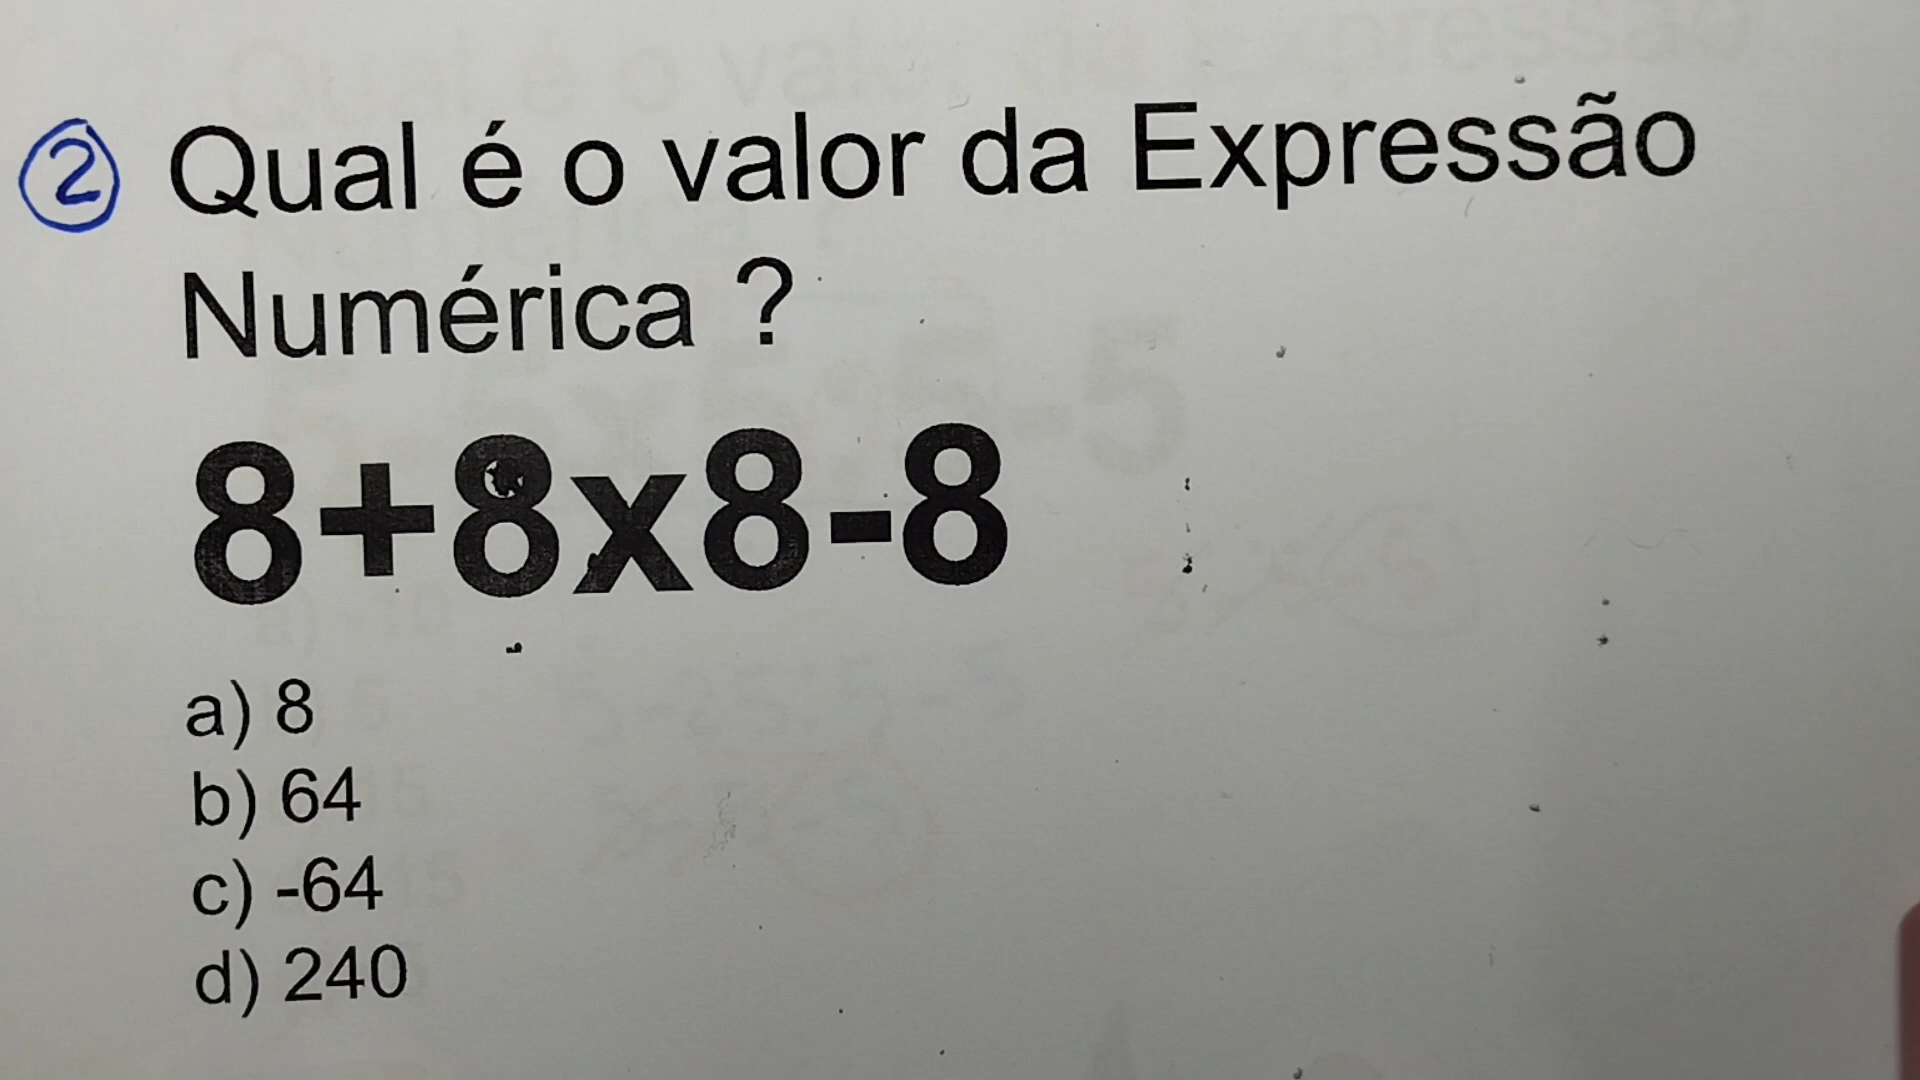 2 Qual é o valor da Expressão
Numérica ?
8+8x8-8
a) 8
b) 64
c) -64
d) 240